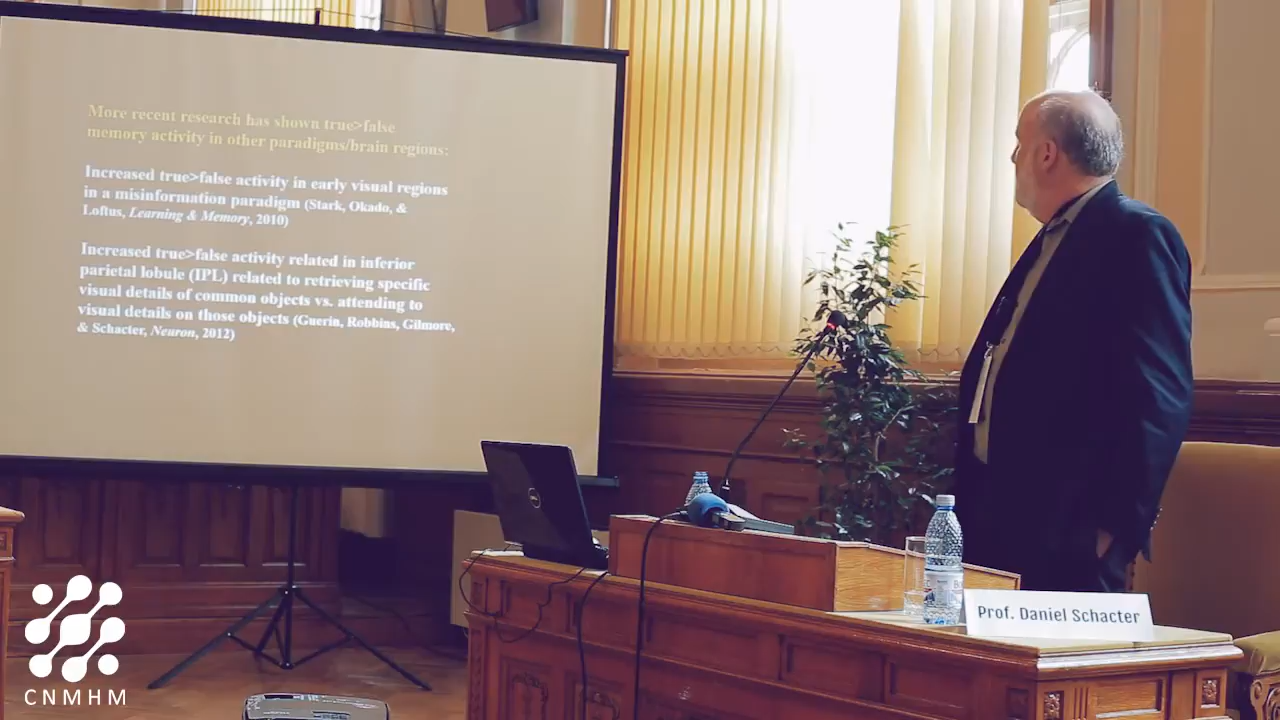 More recent research has shown true>false
memory activity in other paradigms/brain regions:
Increased true>false activity in early visual regions
in a misinformation paradigm (Stark, Okado, &
Loftus, Learning & Memory, 2010)
Increased true>false activity related in inferior
parietal lobule (IPL) related to retrieving specific
visual details of common objects vs. attending to
visual details on those objects (Guerin, Robbins, Gilmore,
& Schacter, Neuron, 2012)
Prof. Daniel Schacter
CNMHM